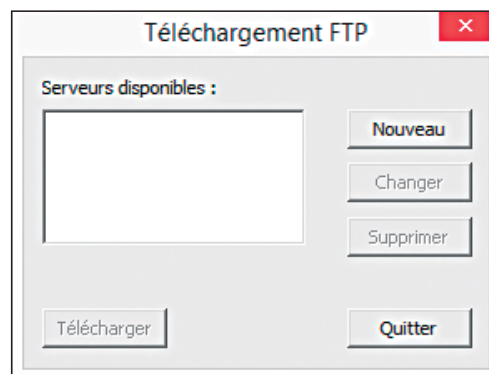 Téléchargement FTP
Serveurs disponibles :
Nouveau
Changer
Supprimer
Télécharger
Quitter